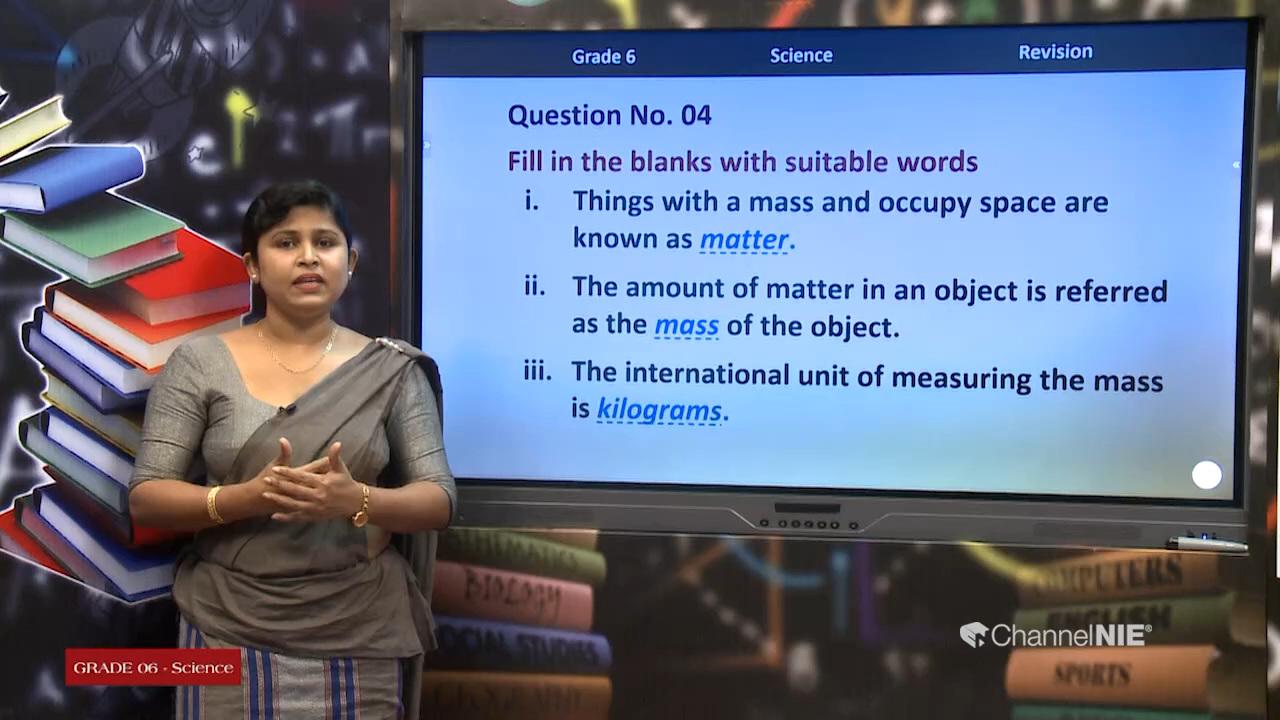 Grade 6 Science Revision
Question No. 04
Fill in the blanks with suitable words
i. Things with a mass and occupy space are
known as matter.
ii. The amount of matter in an object is referred
as the mass of the object.
iii. The international unit of measuring the mass
is kilograms.
MATHEMATICS
BIOLOGY
SOCIAL STUDIES
COMPUTERS
ENGLISH
SPORTS
ChannelNIE®
GRADE 06 - Science